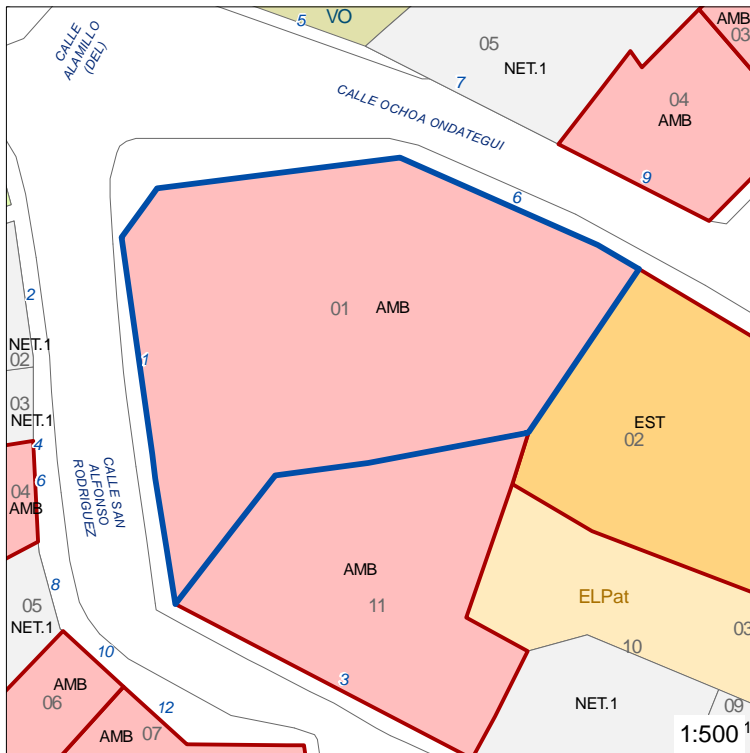 CALLE
ALAMILLO
(DEL)
5
VO
05
NET.1
7
AMB
03
04
AMB
CALLE OCHOA ONDATEGUI
9
6
2
01
AMB
NET.1
02
1
03
NET.1
4
6
04
AMB
EST
02
CALLE SAN
ALFONSO
RODRIGUEZ
AMB
11
ELPat
03
8
05
NET.1
10
10
3
AMB
06
12
AMB
07
NET.1
09
1
1:500